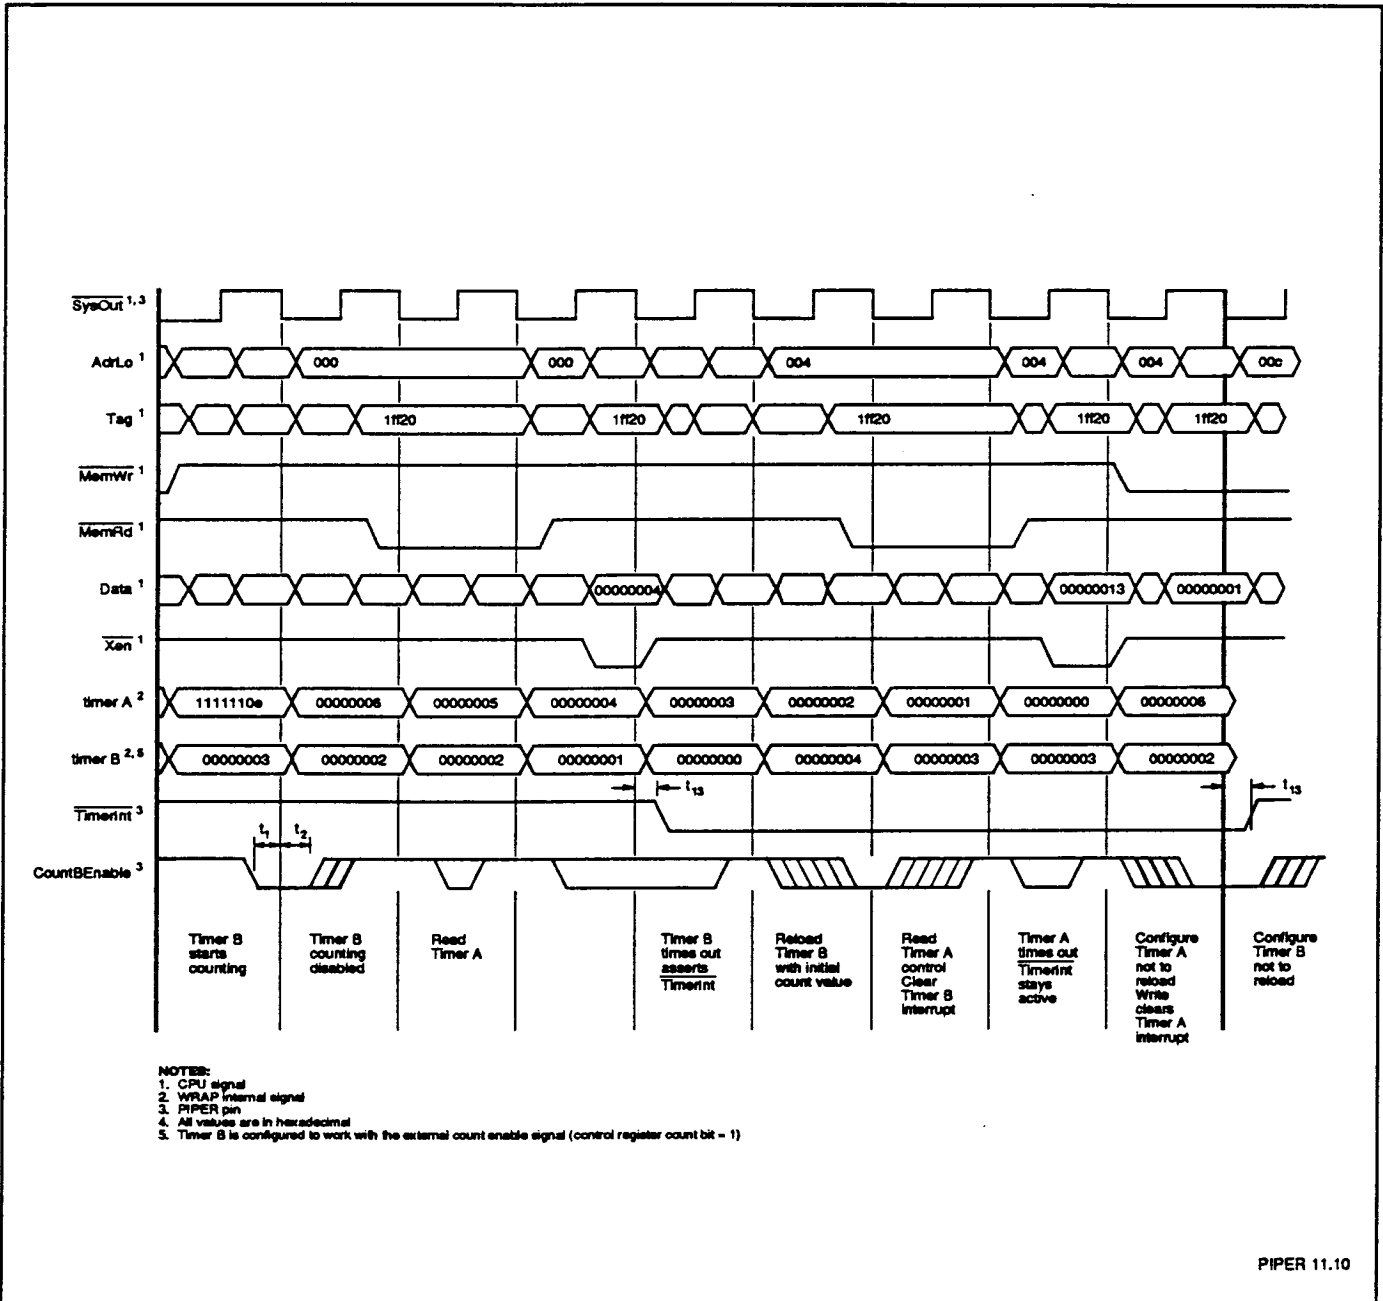 SysOut 1, 3
AdrLo 1
000
000
004
004
004
00c
Tag 1
1ff20
1ff20
1ff20
1ff20
1ff20
MemWr 1
MemRd 1
Data 1
00000004
00000013
00000001
Xen 1
timer A 2
1111110e
00000006
00000005
00000004
00000003
00000002
00000001
00000000
00000006
timer B 2, 5
00000003
00000002
00000002
00000001
00000000
00000004
00000003
00000003
00000002
t13
t13
TimerInt 3
t1
t2
CountBEnable 3
Timer B
starts
counting
Timer B
counting
disabled
Read
Timer A
Timer B
times out
asserts
TimerInt
Reload
Timer B
with initial
count value
Read
Timer A
control
Clear
Timer B
Interrupt
Timer A
times out
TimerInt
stays
active
Configure
Timer A
not to
reload
Write
clears
Timer A
interrupt
Configure
Timer B
not to
reload
NOTES:
1. CPU signal
2. WRAP internal signal
3. PIPER pin
4. All values are in hexadecimal
5. Timer B is configured to work with the external count enable signal (control register count bit = 1)
PIPER 11.10